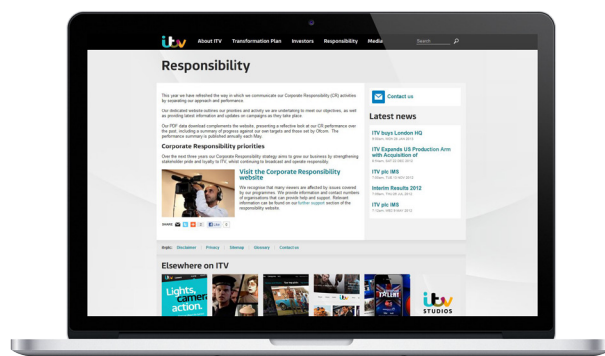 itv
About ITV Transformation Plan Investors Responsibility Media Search
Responsibility
This year we have refreshed the way in which we communicate our Corporate Responsibility (CR) activities
by separating our approach and performance.
Our dedicated website outlines our priorities and activity we are undertaking to meet our objectives, as well
as providing latest news and updates on campaigns as they take place.
Our PDF data download complements the website, presenting a reflective look at our CR performance over
the past, including a summary of progress against our own targets and those set by Ofcom. The
performance summary is published annually each May.
Corporate Responsibility priorities
Over the next three years our Corporate Responsibility strategy aims to give our business by strengthening
stakeholder pride and loyalty to ITV, whilst continuing to broadcast and operate responsibly.
Visit the Corporate Responsibility
website
We recognise that many viewers are affected by issues covered
by our programmes. We provide information and contact numbers
of organisations that can provide help and support. Relevant
information can be found on our further support section of the
responsibility website.
SHARE Like
Contact us
Latest news
ITV buys London HQ
ITV Expands US Production Arm
with Acquisition of
ITV plc IMS
Interim Results 2012
ITV plc IMS
itvplc: Disclaimer Privacy Sitemap Glossary Contact us
Elsewhere on ITV
Lights,
camera
action.
TALENT
itv
STUDIOS